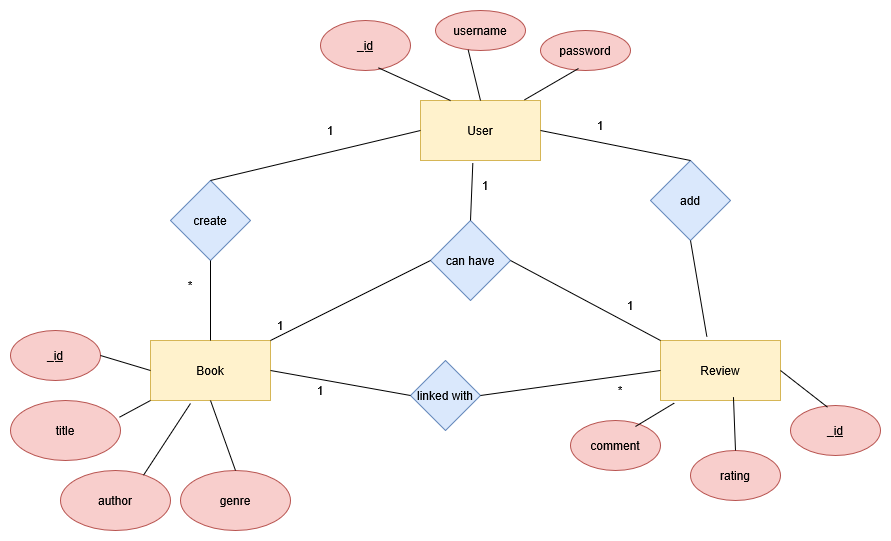 username
_id
password
1
1
User
1
add
create
can have
*
1
1
_id
Book
Review
1
*
linked with
title
_id
comment
rating
author
genre